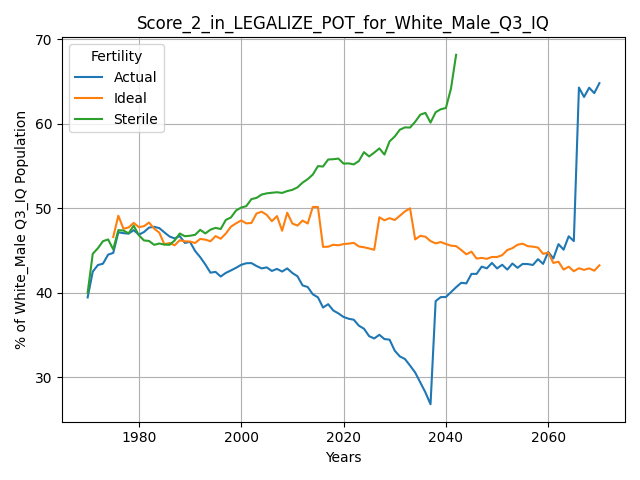 Score_2_in_LEGALIZE_POT_for_White_Male_Q3_IQ
% of White_Male Q3_IQ Population
70
60
50
40
30
Fertility
Actual
Ideal
Sterile
1980
2000
2020
2040
2060
Years